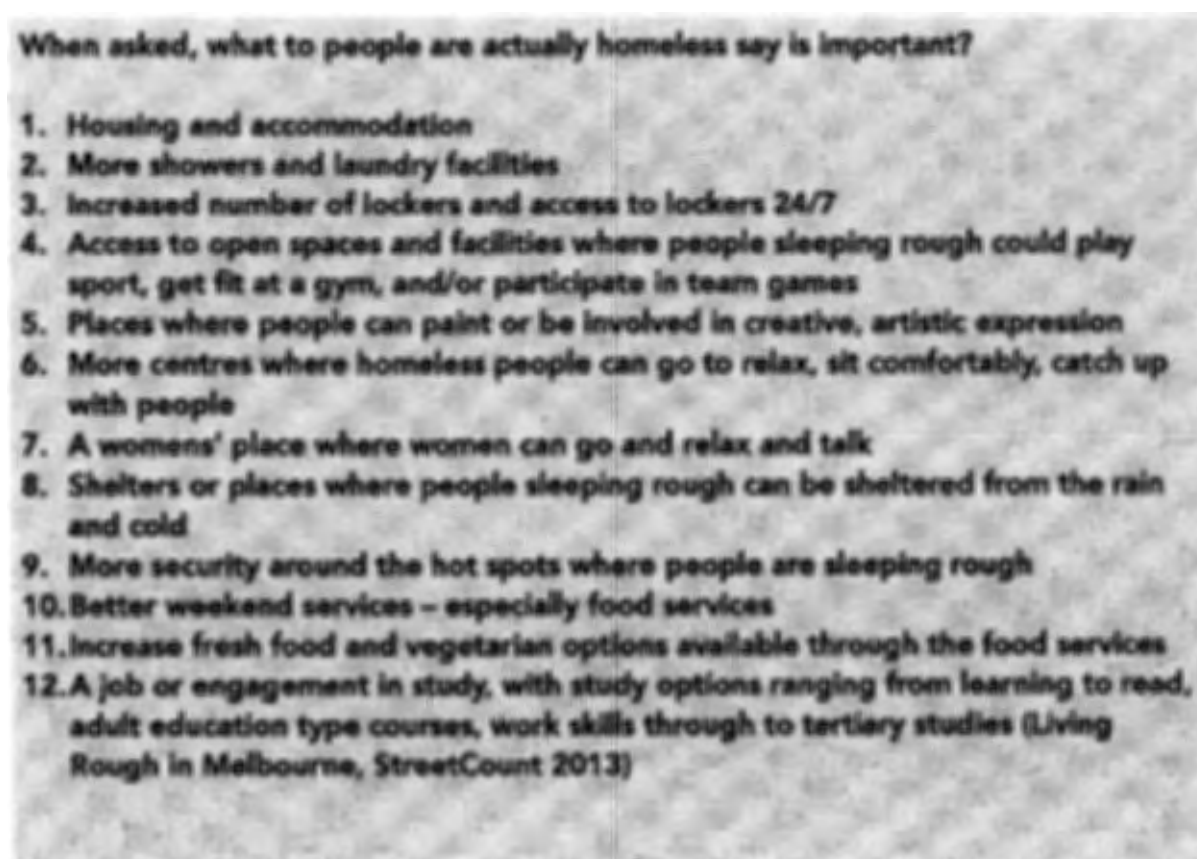 When asked, what to people are actually homeless say is important?
1. Housing and accommodation
2. More showers and laundry facilities
3. Increased number of lockers and access to lockers 24/7
4. Access to open spaces and facilities where people sleeping rough could play
sport, get fit at a gym, and/or participate in team games
5. Places where people can paint or be involved in creative, artistic expression
6. More centres where homeless people can go to relax, sit comfortably, catch up
with people
7. A womens' place where women can go and relax and talk
8. Shelters or places where people sleeping rough can be sheltered from the rain
and cold
9. More security around the hot spots where people are sleeping rough
10. Better weekend services – especially food services
11. Increase fresh food and vegetarian options available through the food services
12. A job or engagement in study, with study options ranging from learning to read,
adult education type courses, work skills through to tertiary studies (Living
Rough in Melbourne, StreetCount 2013)